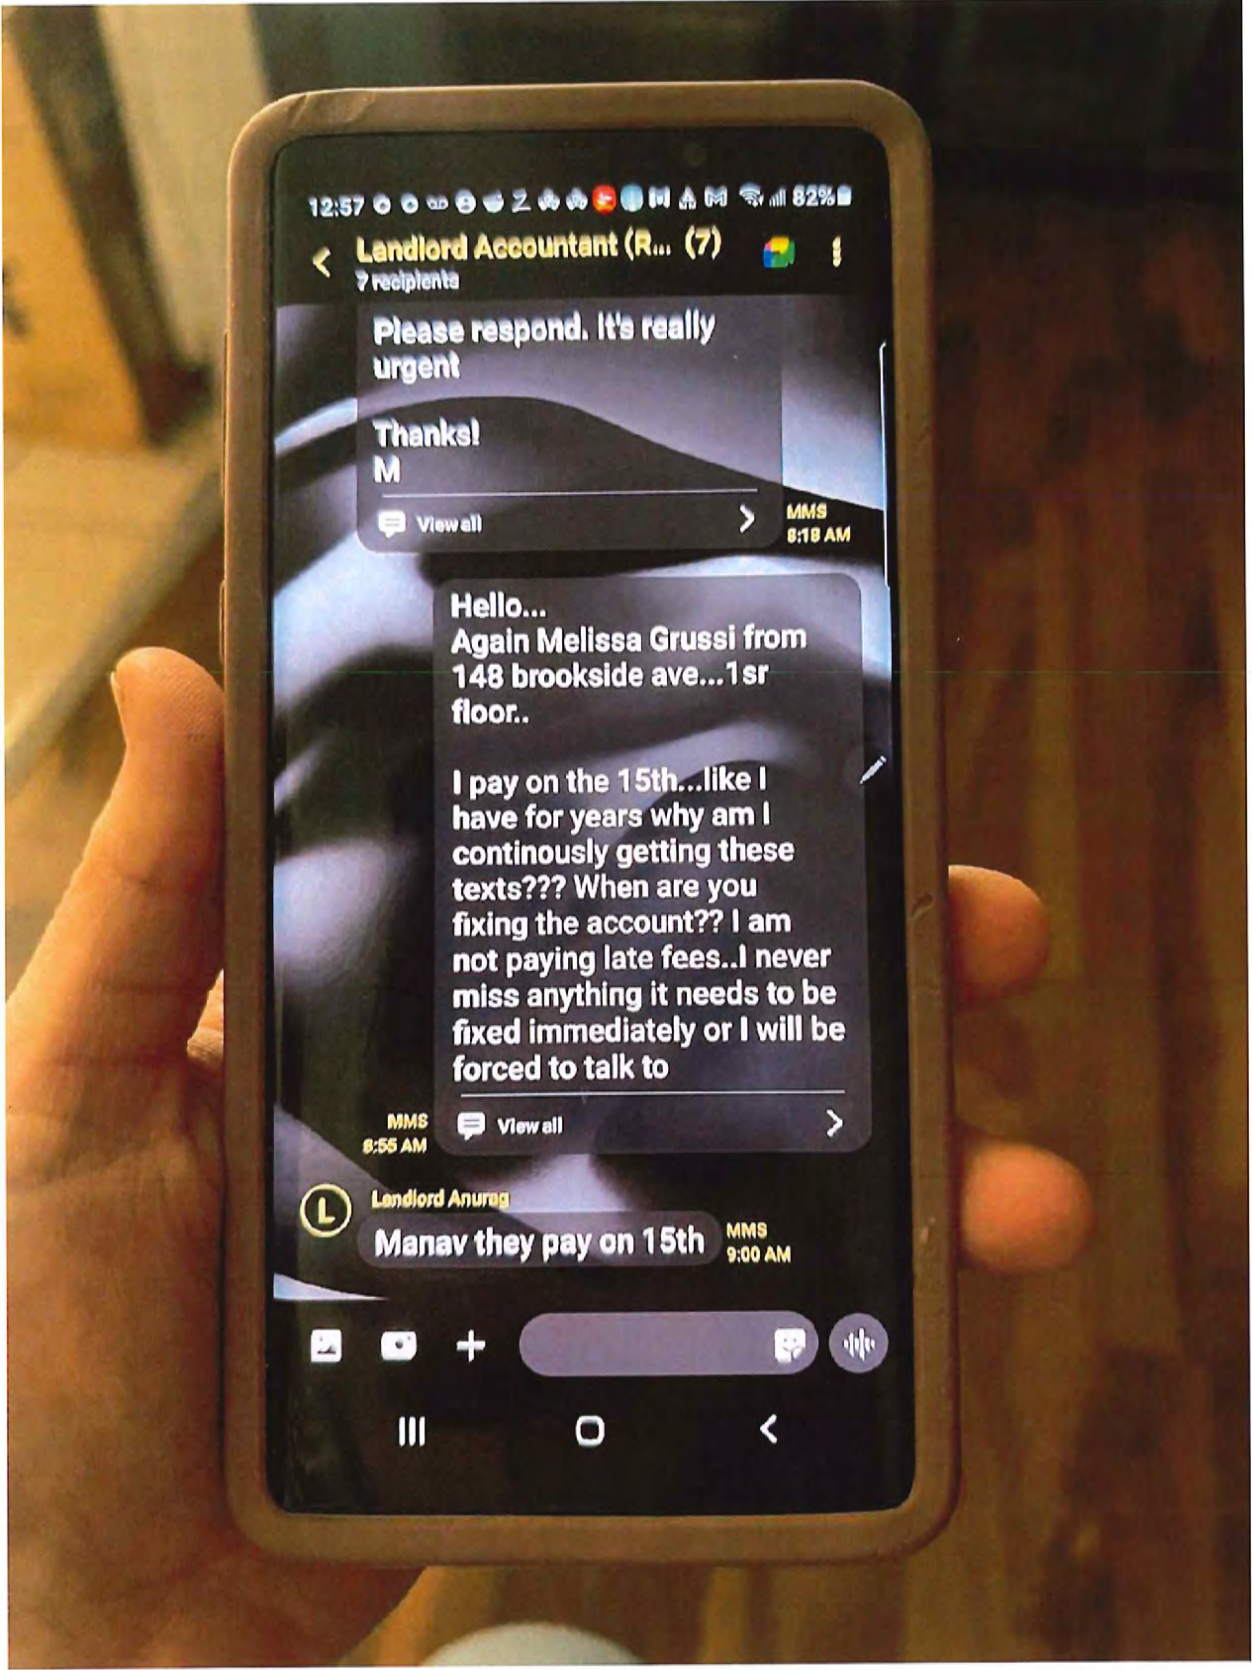 12:57
82%
Landlord Accountant (R... (7)
7 recipients
Please respond. It's really
urgent
Thanks!
M
View all
MMS
8:18 AM
Hello...
Again Melissa Grussi from
148 brookside ave...1sr
floor..
I pay on the 15th...like I
have for years why am I
continously getting these
texts??? When are you
fixing the account?? I am
not paying late fees..I never
miss anything it needs to be
fixed immediately or I will be
forced to talk to
View all
MMS
8:55 AM
Landlord Anurag
L
Manav they pay on 15th
MMS
9:00 AM